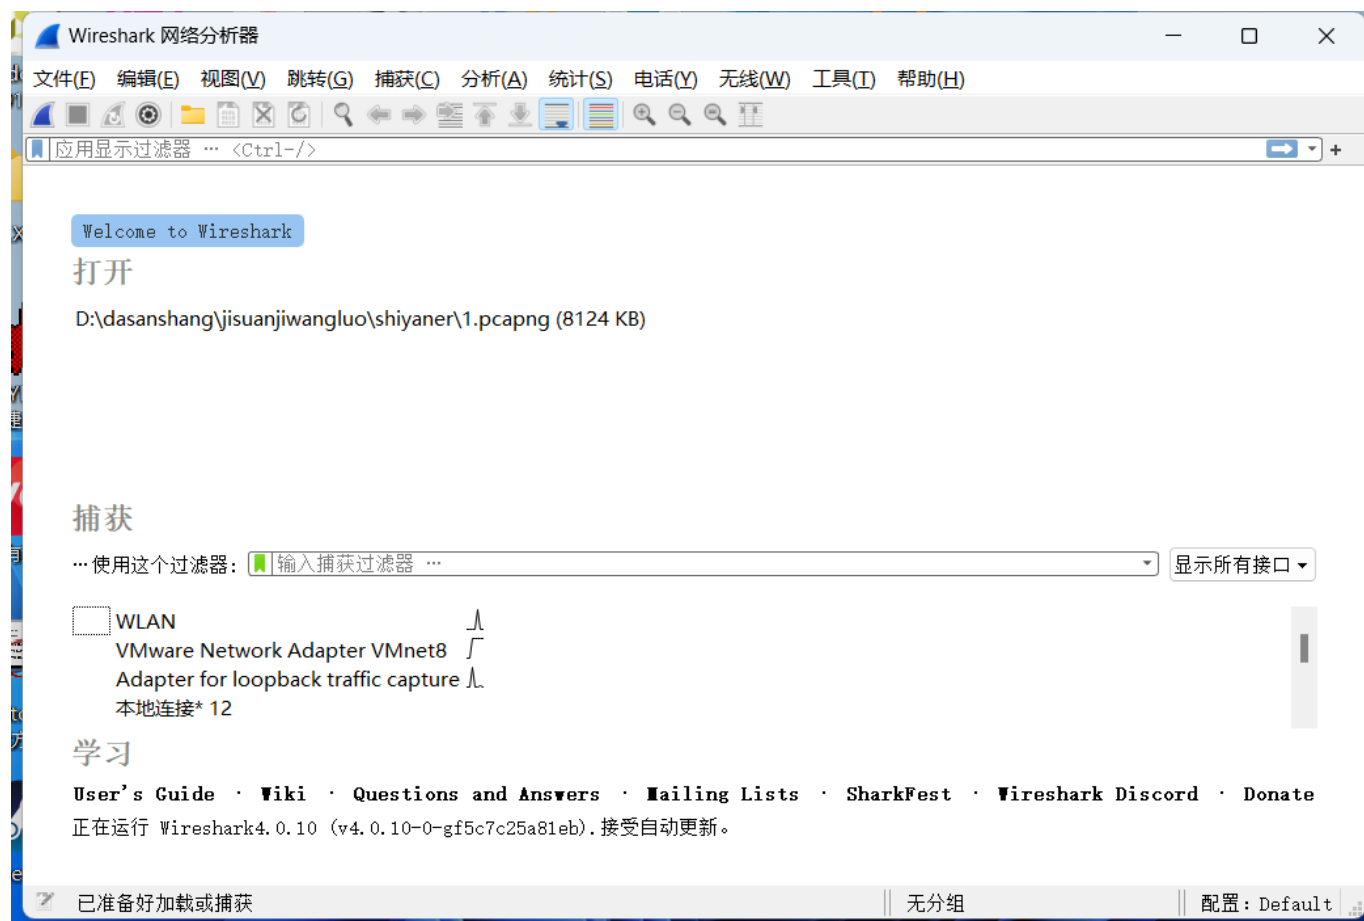 Wireshark 网络分析器
文件(F) 编辑(E) 视图(V) 跳转(G) 捕获(C) 分析(A) 统计(S) 电话(Y) 无线(W) 工具(T) 帮助(H)
应用显示过滤器 … <Ctrl-/>
Welcome to Wireshark
打开
D:\dasanshang\jisuanjiwangluo\shiyaner\1.pcapng (8124 KB)
捕获
…使用这个过滤器: 输入捕获过滤器 … 显示所有接口
WLAN
VMware Network Adapter VMnet8
Adapter for loopback traffic capture
本地连接* 12
学习
User's Guide · Wiki · Questions and Answers · Mailing Lists · SharkFest · Wireshark Discord · Donate
正在运行 Wireshark4.0.10 (v4.0.10-0-gf5c7c25a81eb).接受自动更新。
已准备好加载或捕获 无分组 配置: Default